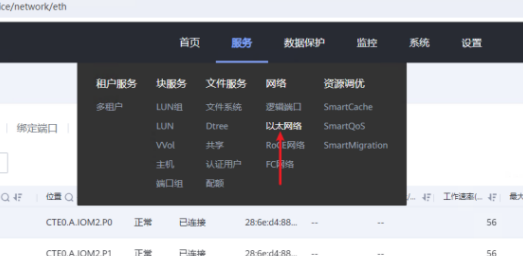 ice/network/eth
首页 服务 数据保护 监控 系统 设置
租户服务 块服务 文件服务 网络 资源调优
多租户 LUN组 文件系统 逻辑端口 SmartCache
绑定端口 LUN Dtree 以太网络 SmartQoS
VVol 共享 RoCE网络 SmartMigration
主机 认证用户 FC网络
端口组 配额
位置 工作速率(... 最大
CTE0.A.IOM2.P0 正常 已连接 28:6e:d4:88... -- -- 56
CTE0.A.IOM2.P1 正常 已连接 28:6e:d4:88... -- -- 56